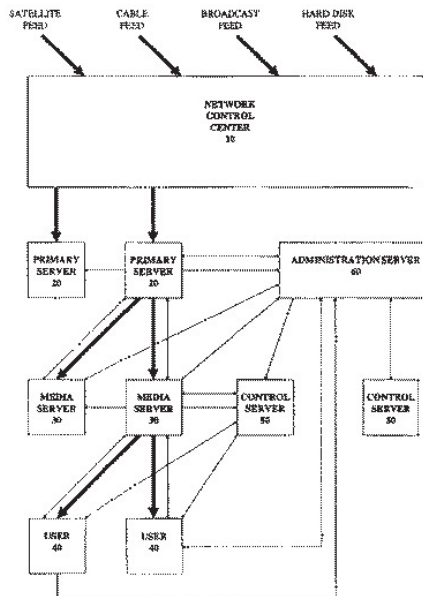 SATELLITE
FEED
CABLE
FEED
BROADCAST
FEED
HARD DISK
FEED
NETWORK
CONTROL
CENTER
10
PRIMARY
SERVER
20
PRIMARY
SERVER
20
ADMINISTRATION SERVER
60
MEDIA
SERVER
30
MEDIA
SERVER
30
CONTROL
SERVER
50
CONTROL
SERVER
50
USER
40
USER
40